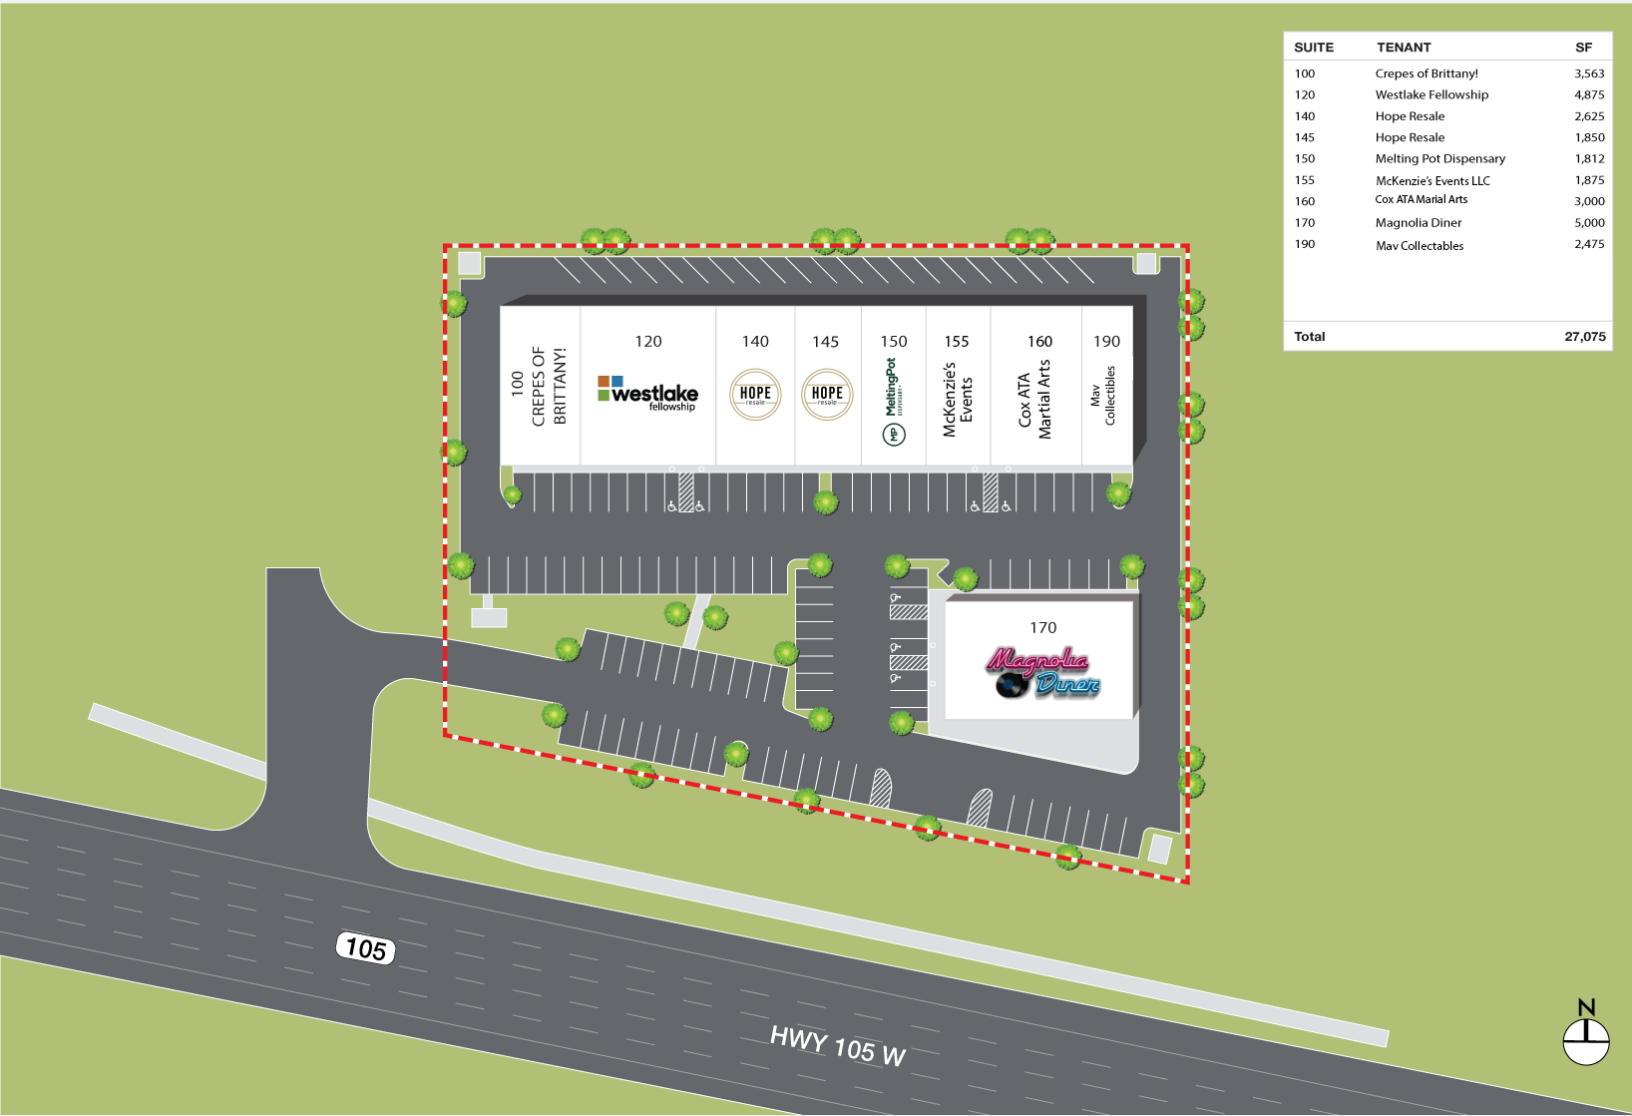 SUITE TENANT SF
100 Crepes of Brittany! 3,563
120 Westlake Fellowship 4,875
140 Hope Resale 2,625
145 Hope Resale 1,850
150 Melting Pot Dispensary 1,812
155 McKenzie's Events LLC 1,875
160 Cox ATA Marial Arts 3,000
170 Magnolia Diner 5,000
190 Mav Collectables 2,475
Total 27,075
100
CREPES OF
BRITTANY!
120
westlake
fellowship
140
HOPE
resale
145
HOPE
resale
150
MeltingPot
DISPENSARY
MP
155
McKenzie's
Events
160
Cox ATA
Martial Arts
190
Mav
Collectibles
170
Magnolia
Diner
105
HWY 105 W
N